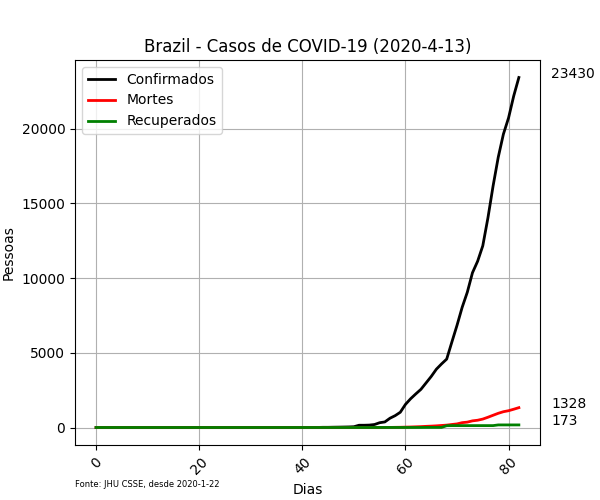 Brazil - Casos de COVID-19 (2020-4-13)
Confirmados
Mortes
Recuperados
23430
20000
15000
10000
5000
0
1328
173
Pessoas
0 20 40 60 80
Dias
Fonte: JHU CSSE, desde 2020-1-22